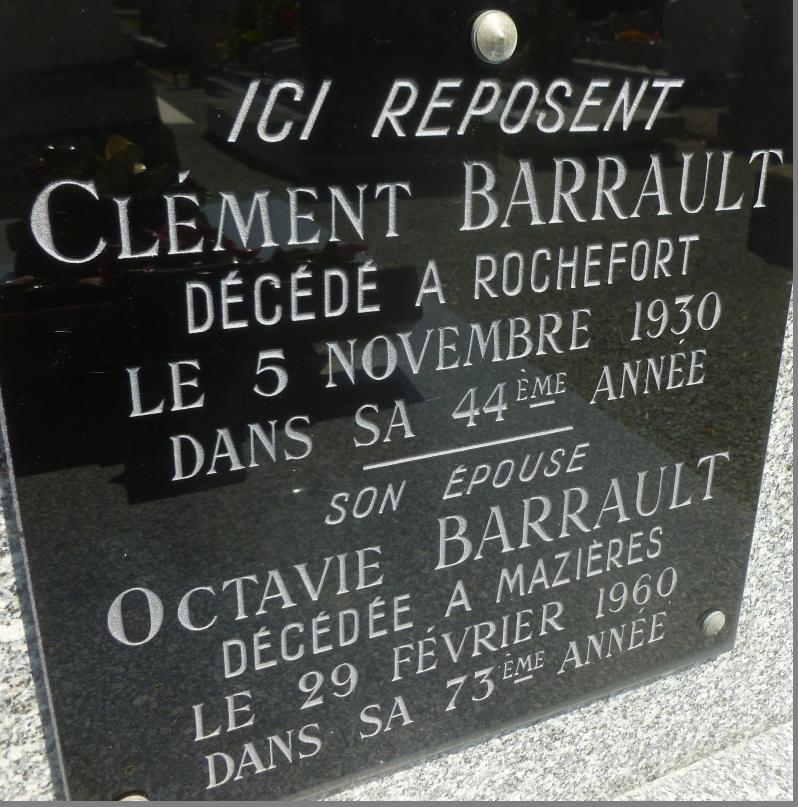 ICI REPOSENT
CLÉMENT BARRAULT
DÉCÉDÉ A ROCHEFORT
LE 5 NOVEMBRE 1930
DANS SA 44ÈME ANNÉE
SON ÉPOUSE
OCTAVIE BARRAULT
DÉCÉDÉE A MAZIÈRES
LE 29 FÉVRIER 1960
DANS SA 73ÈME ANNÉE